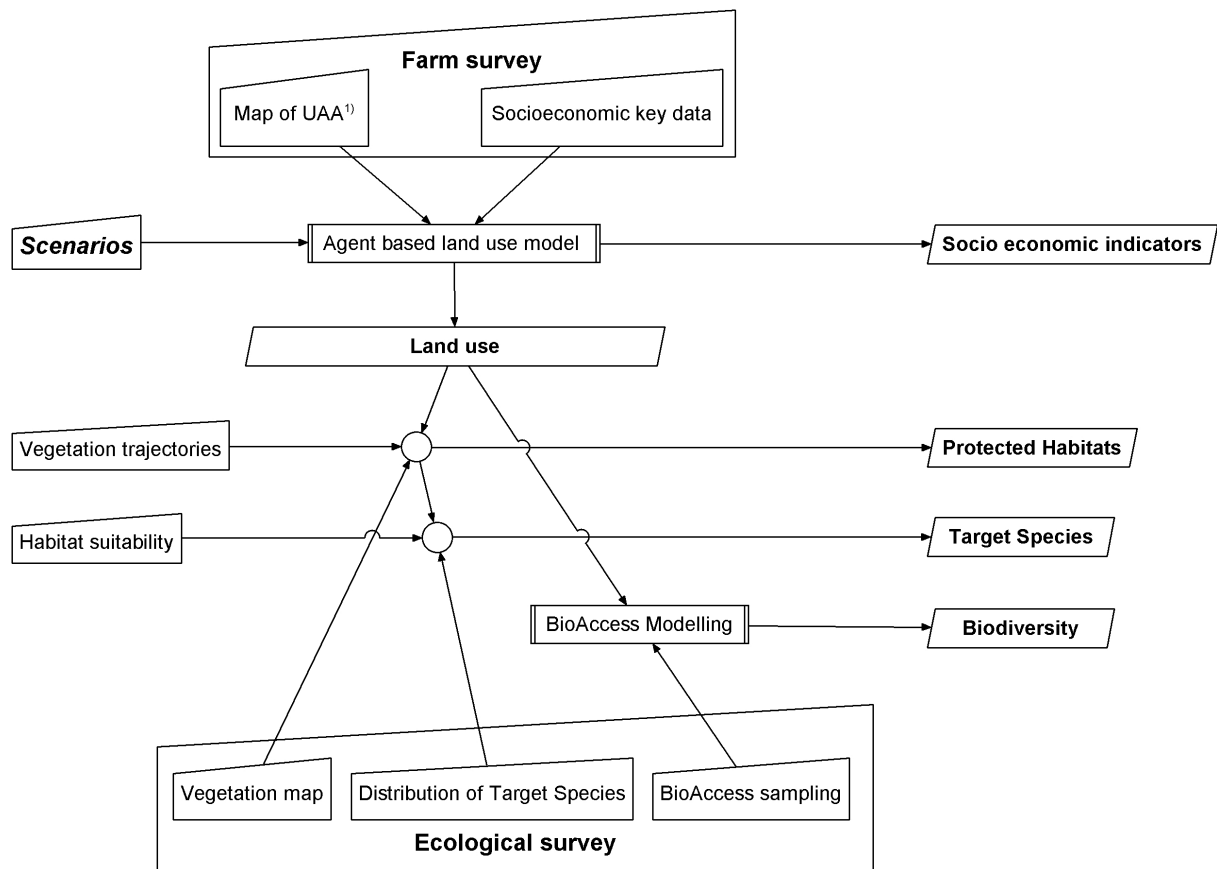 Farm survey
Map of UAA¹⁾
Socioeconomic key data
Scenarios
Agent based land use model
Socio economic indicators
Land use
Vegetation trajectories
Protected Habitats
Habitat suitability
Target Species
BioAccess Modelling
Biodiversity
Vegetation map
Distribution of Target Species
BioAccess sampling
Ecological survey